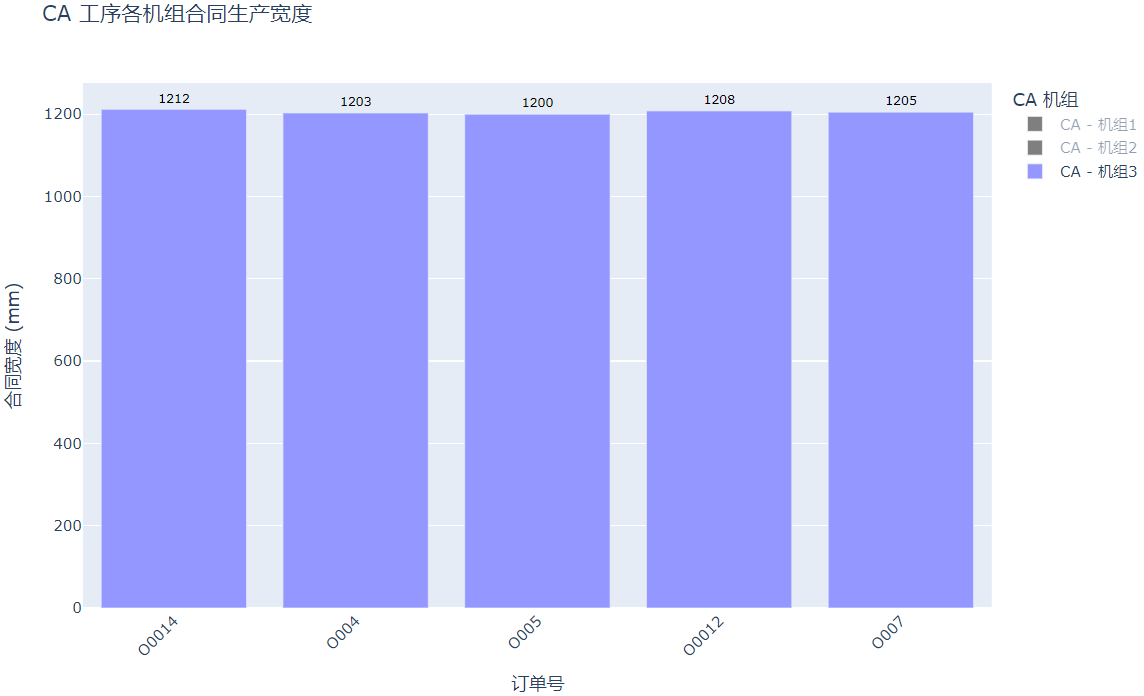 CA 工序各机组合同生产宽度
1212
1203
1200
1208
1205
1200
1000
800
600
400
200
0
合同宽度 (mm)
O0014
O004
O005
O0012
O007
订单号
CA 机组
CA - 机组1
CA - 机组2
CA - 机组3